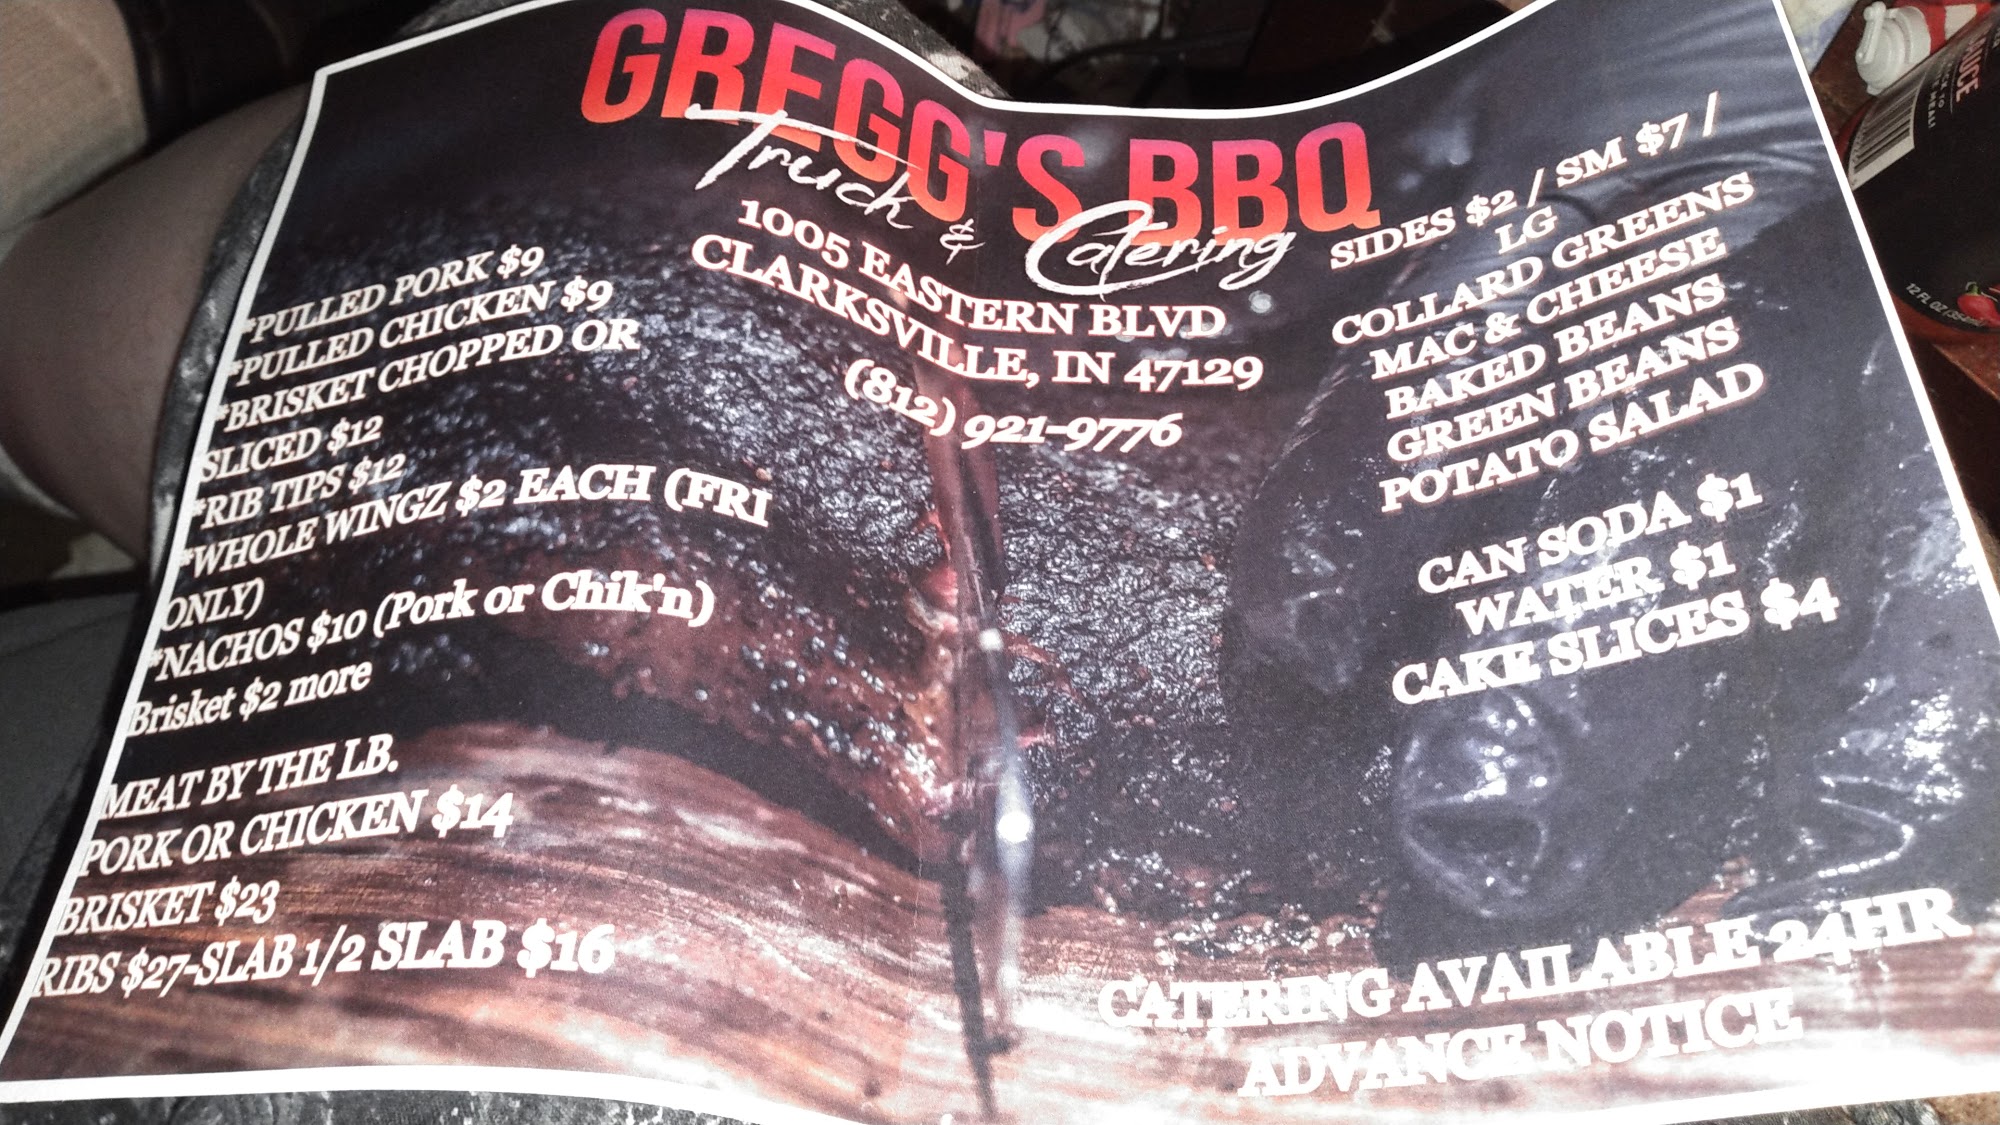 GREGG'S BBQ
Truck & Catering
1005 EASTERN BLVD
CLARKSVILLE, IN 47129
(812) 921-9776
*PULLED PORK $9
*PULLED CHICKEN $9
*BRISKET CHOPPED OR
SLICED $12
*RIB TIPS $12
*WHOLE WINGZ $2 EACH (FRI
ONLY)
*NACHOS $10 (Pork or Chik'n)
Brisket $2 more
MEAT BY THE LB.
PORK OR CHICKEN $14
BRISKET $23
RIBS $27-SLAB 1/2 SLAB $16
SIDES $2 / SM $7 /
LG
COLLARD GREENS
MAC & CHEESE
BAKED BEANS
GREEN BEANS
POTATO SALAD
CAN SODA $1
WATER $1
CAKE SLICES $4
CATERING AVAILABLE 24HR
ADVANCE NOTICE
12 FL OZ